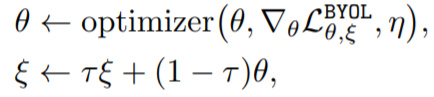 θ ← optimizer(θ, ∇_θ ℒ^BYOL_θ,ξ, η),
ξ ← τξ + (1 − τ)θ,